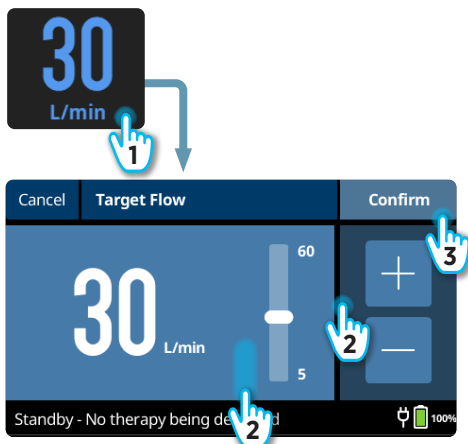 30
L/min
1
Cancel Target Flow Confirm
3
60
30 L/min
2
5
Standby - No therapy being 100%
2